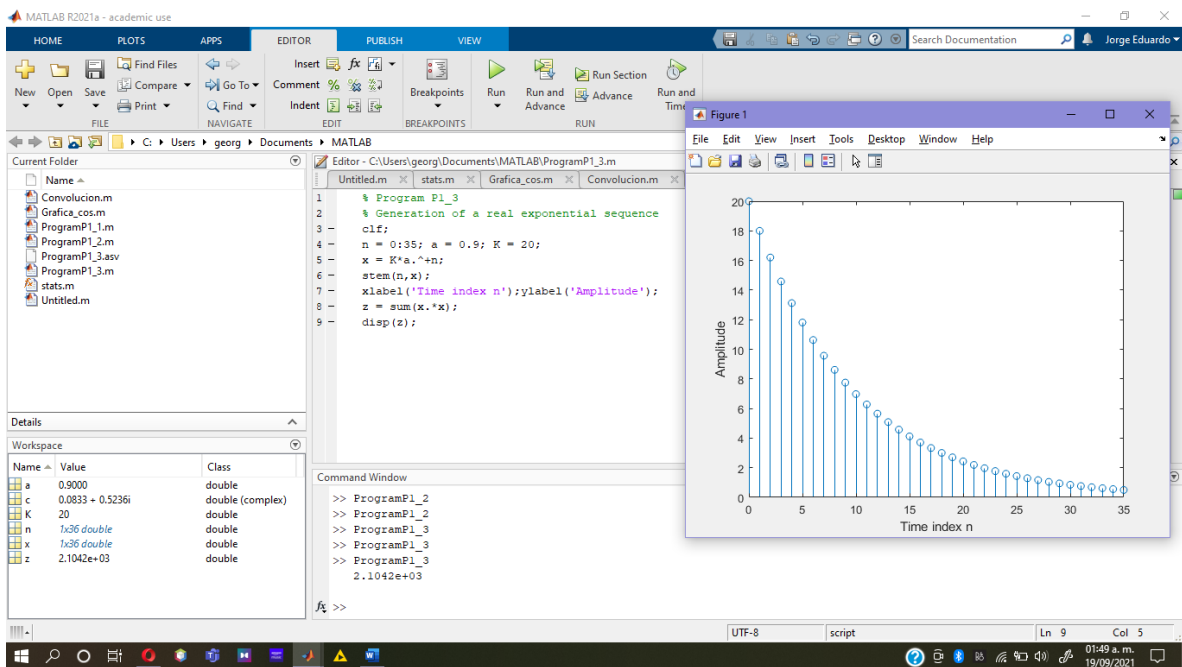 MATLAB R2021a - academic use
HOME PLOTS APPS EDITOR PUBLISH VIEW
Search Documentation
Jorge Eduardo
New Open Save
Find Files
Compare
Print
FILE
Go To
Find
NAVIGATE
Insert fx
Comment %
Indent
EDIT
Breakpoints
BREAKPOINTS
Run
Run and
Advance
Run Section
Advance
Run and
Time
RUN
C: Users georg Documents MATLAB
Current Folder
Name
Convolucion.m
Grafica_cos.m
ProgramP1_1.m
ProgramP1_2.m
ProgramP1_3.asv
ProgramP1_3.m
stats.m
Untitled.m
Details
Workspace
Name Value Class
a 0.9000 double
c 0.0833 + 0.5236i double (complex)
K 20 double
n 1x36 double double
x 1x36 double double
z 2.1042e+03 double
Editor - C:\Users\georg\Documents\MATLAB\ProgramP1_3.m
Untitled.m stats.m Grafica_cos.m Convolucion.m
1 % Program P1_3
2 % Generation of a real exponential sequence
3 - clf;
4 - n = 0:35; a = 0.9; K = 20;
5 - x = K*a.^+n;
6 - stem(n,x);
7 - xlabel('Time index n');ylabel('Amplitude');
8 - z = sum(x.*x);
9 - disp(z);
Command Window
>> ProgramP1_2
>> ProgramP1_2
>> ProgramP1_3
>> ProgramP1_3
>> ProgramP1_3
2.1042e+03
fx >>
Figure 1
File Edit View Insert Tools Desktop Window Help
20
18
16
14
12
10
8
6
4
2
0
Amplitude
0 5 10 15 20 25 30 35
Time index n
UTF-8 script Ln 9 Col 5
01:49 a. m.
19/09/2021